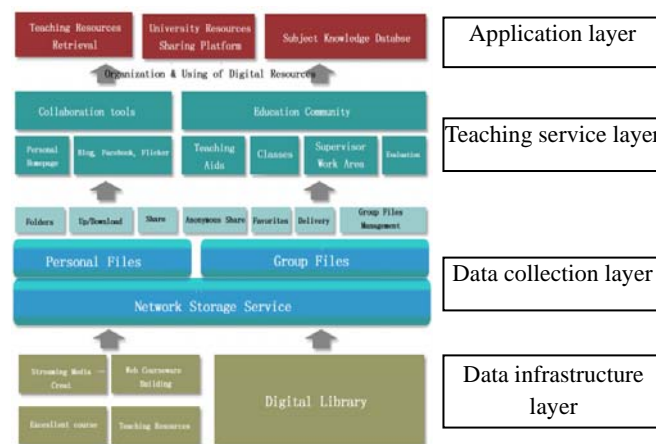 Teaching Resources
Retrieval
University Resources
Sharing Platform
Subject Knowledge Databse
Application layer
Organization & Using of Digital Resources
Collaboration tools
Education Community
Teaching service layer
Personal
Homepage
Blog, Facebook, Flicker
Teaching
Aids
Classes
Supervisor
Work Area
Evaluation
Folders
Up/Download
Share
Anonymous Share
Favorites
Delivery
Group Files
Management
Personal Files
Group Files
Data collection layer
Network Storage Service
Streaming Media —
Creal
Web Courseware
Building
Digital Library
Data infrastructure
layer
Excellent course
Teaching Resources